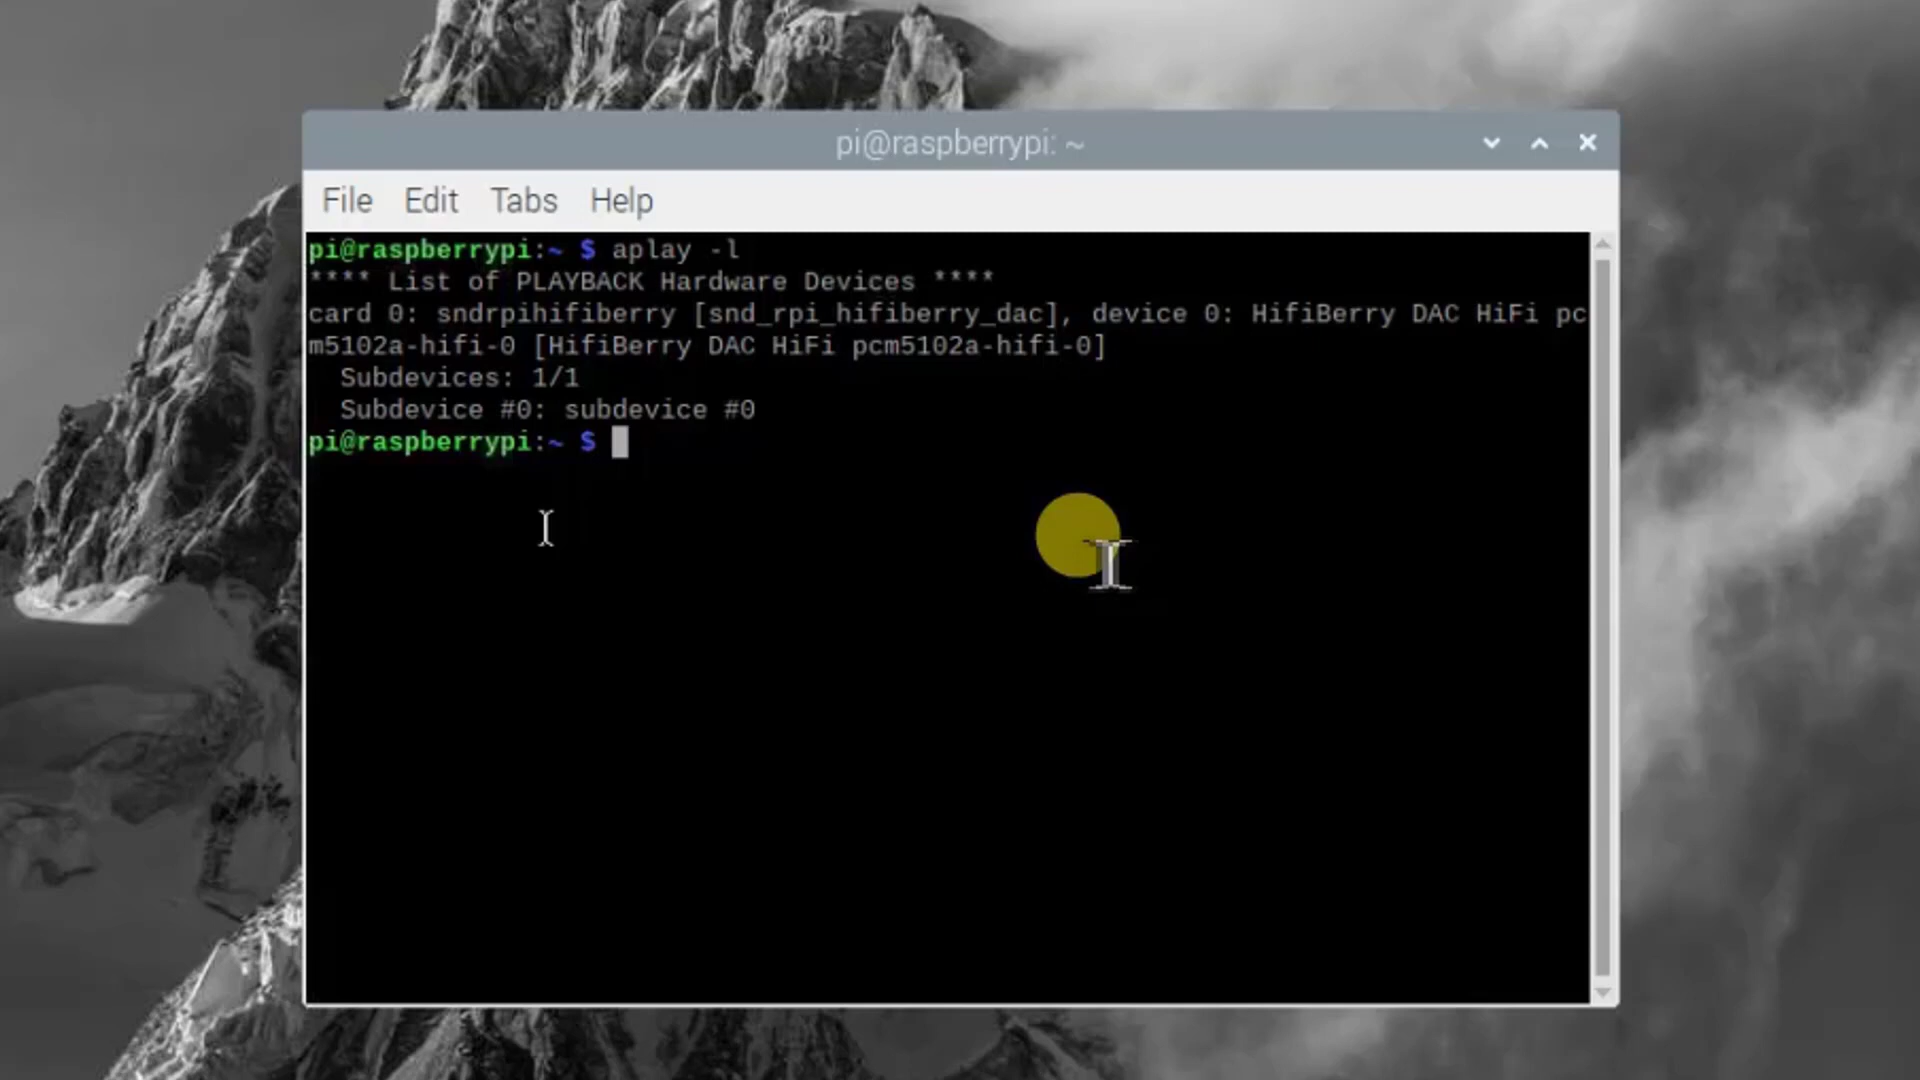 pi@raspberrypi: ~
File Edit Tabs Help
pi@raspberrypi:~ $ aplay -l
**** List of PLAYBACK Hardware Devices ****
card 0: sndrpihifiberry [snd_rpi_hifiberry_dac], device 0: HifiBerry DAC HiFi pc
m5102a-hifi-0 [HifiBerry DAC HiFi pcm5102a-hifi-0]
  Subdevices: 1/1
  Subdevice #0: subdevice #0
pi@raspberrypi:~ $